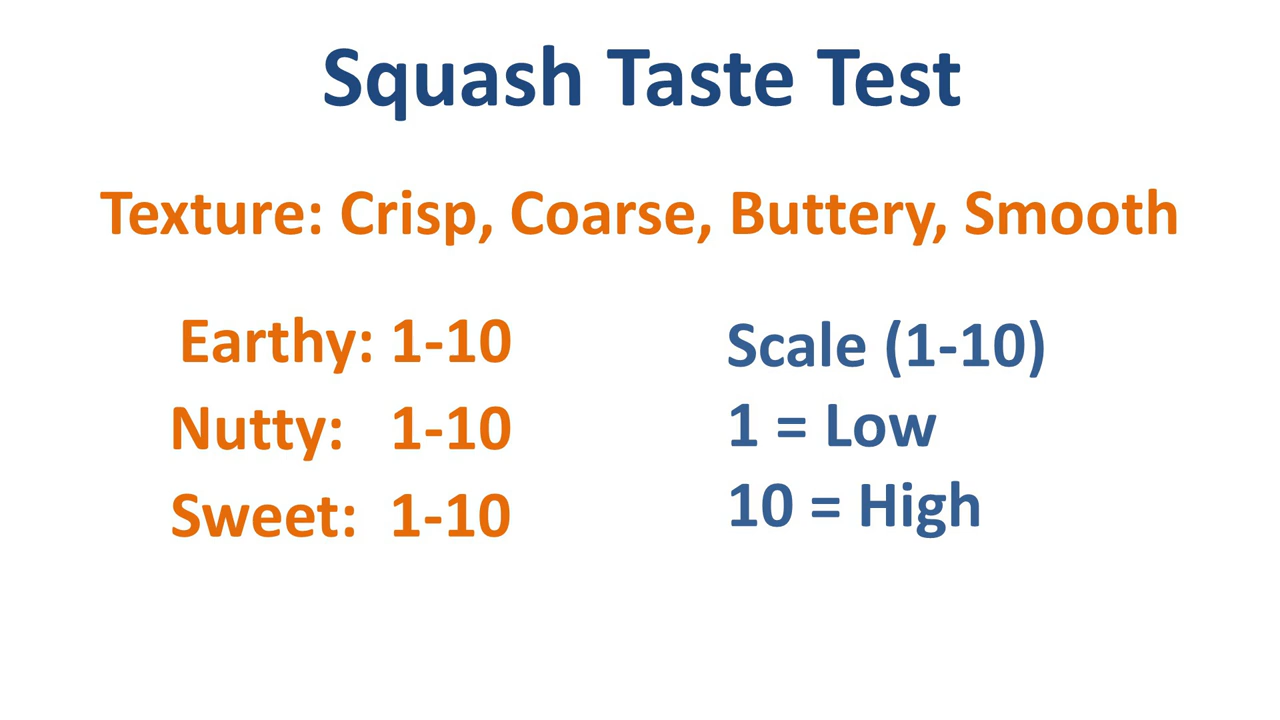 Squash Taste Test
Texture: Crisp, Coarse, Buttery, Smooth
Earthy: 1-10
Nutty: 1-10
Sweet: 1-10
Scale (1-10)
1 = Low
10 = High